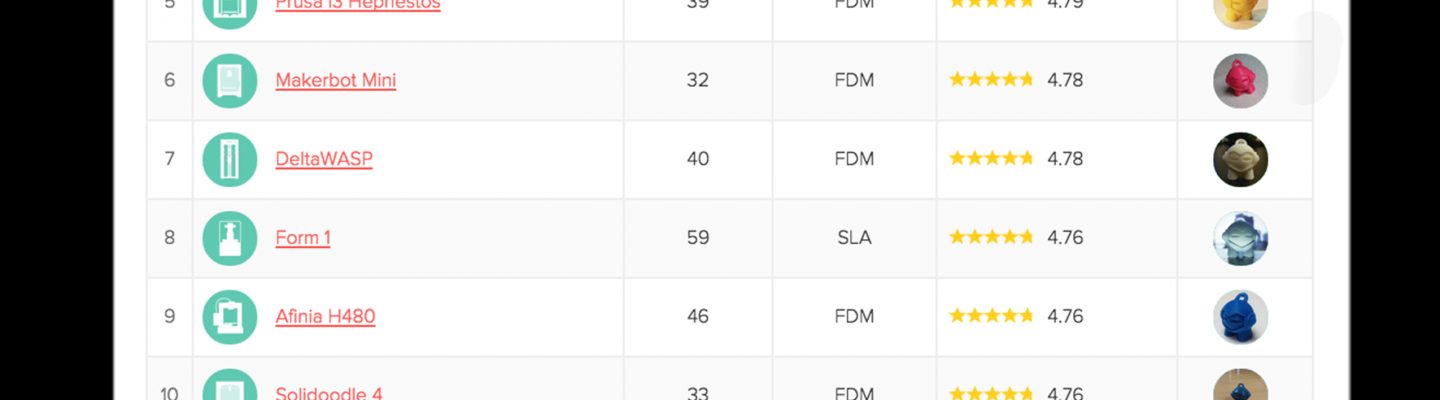 5 Prusa i3 Hephestos 39 FDM 4.79
6 Makerbot Mini 32 FDM 4.78
7 DeltaWASP 40 FDM 4.78
8 Form 1 59 SLA 4.76
9 Afinia H480 46 FDM 4.76
10 Solidoodle 4 33 FDM 4.76